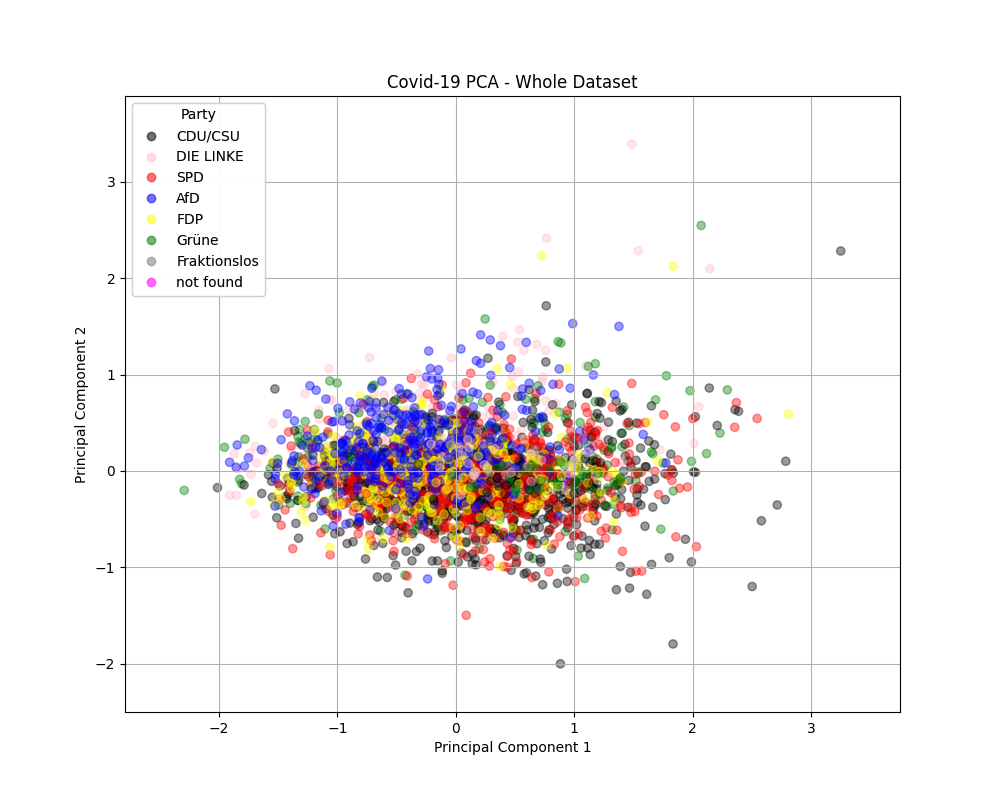 Covid-19 PCA - Whole Dataset
Party
CDU/CSU
DIE LINKE
SPD
AfD
FDP
Grüne
Fraktionslos
not found
3
2
1
0
−1
−2
Principal Component 2
−2 −1 0 1 2 3
Principal Component 1